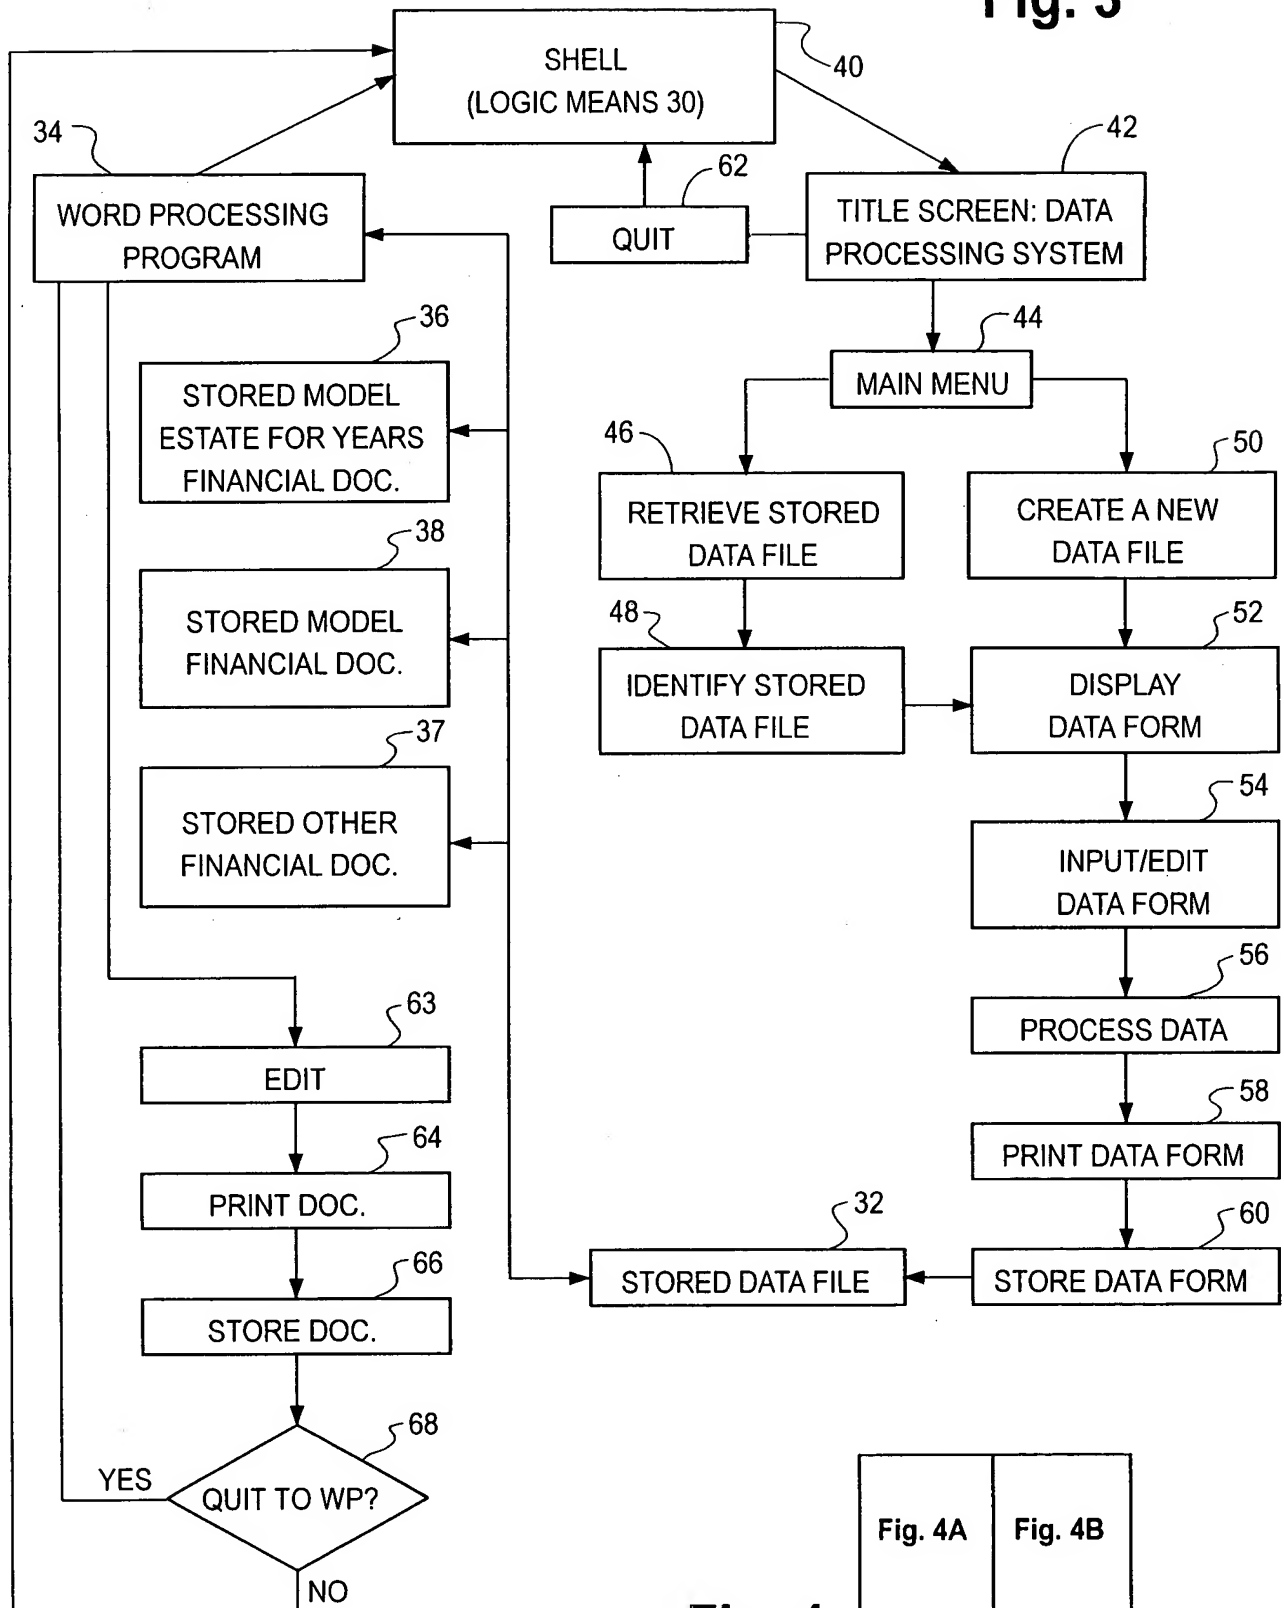 Fig. 3
SHELL
(LOGIC MEANS 30)
40
34
WORD PROCESSING
PROGRAM
62
QUIT
42
TITLE SCREEN: DATA
PROCESSING SYSTEM
44
MAIN MENU
36
STORED MODEL
ESTATE FOR YEARS
FINANCIAL DOC.
46
RETRIEVE STORED
DATA FILE
50
CREATE A NEW
DATA FILE
38
STORED MODEL
FINANCIAL DOC.
48
IDENTIFY STORED
DATA FILE
52
DISPLAY
DATA FORM
37
STORED OTHER
FINANCIAL DOC.
54
INPUT/EDIT
DATA FORM
56
PROCESS DATA
63
EDIT
58
PRINT DATA FORM
64
PRINT DOC.
32
STORED DATA FILE
60
STORE DATA FORM
66
STORE DOC.
68
QUIT TO WP?
YES
NO
Fig. 4A
Fig. 4B